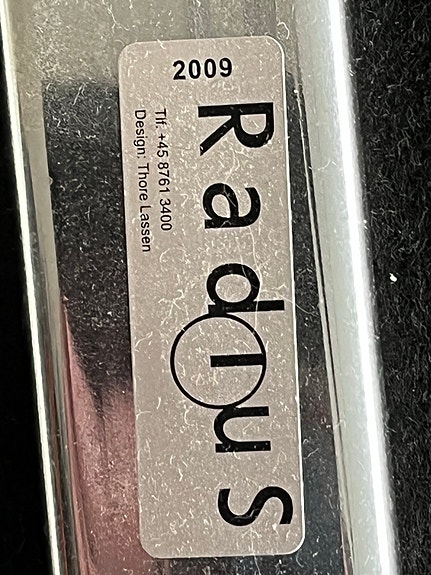 2009
Radius
Tlf. +45 8761 3400
Design: Thore Lassen